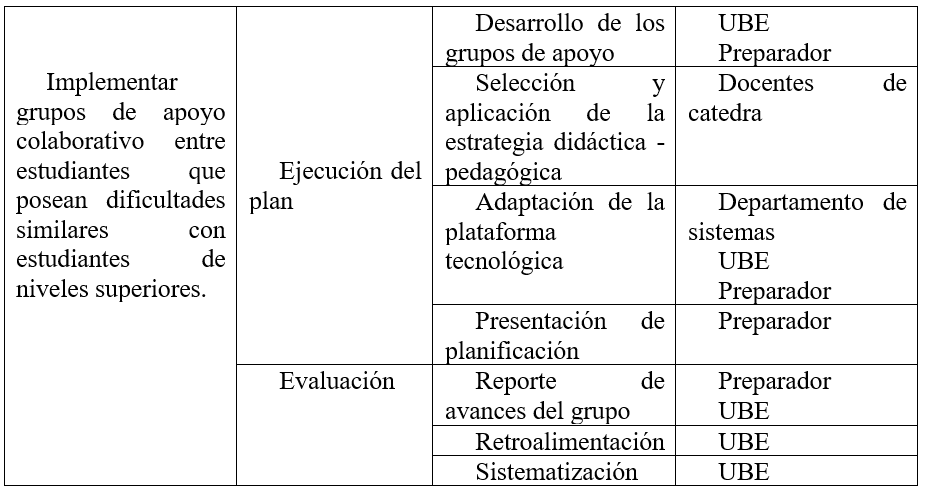 Implementar
grupos de apoyo
colaborativo entre
estudiantes que
posean dificultades
similares con
estudiantes de
niveles superiores.
Ejecución del
plan
Desarrollo de los
grupos de apoyo
UBE
Preparador
Selección y
aplicación de la
estrategia didáctica -
pedagógica
Docentes de
catedra
Adaptación de la
plataforma
tecnológica
Departamento de
sistemas
UBE
Preparador
Presentación de
planificación
Preparador
Evaluación
Reporte de
avances del grupo
Preparador
UBE
Retroalimentación
UBE
Sistematización
UBE